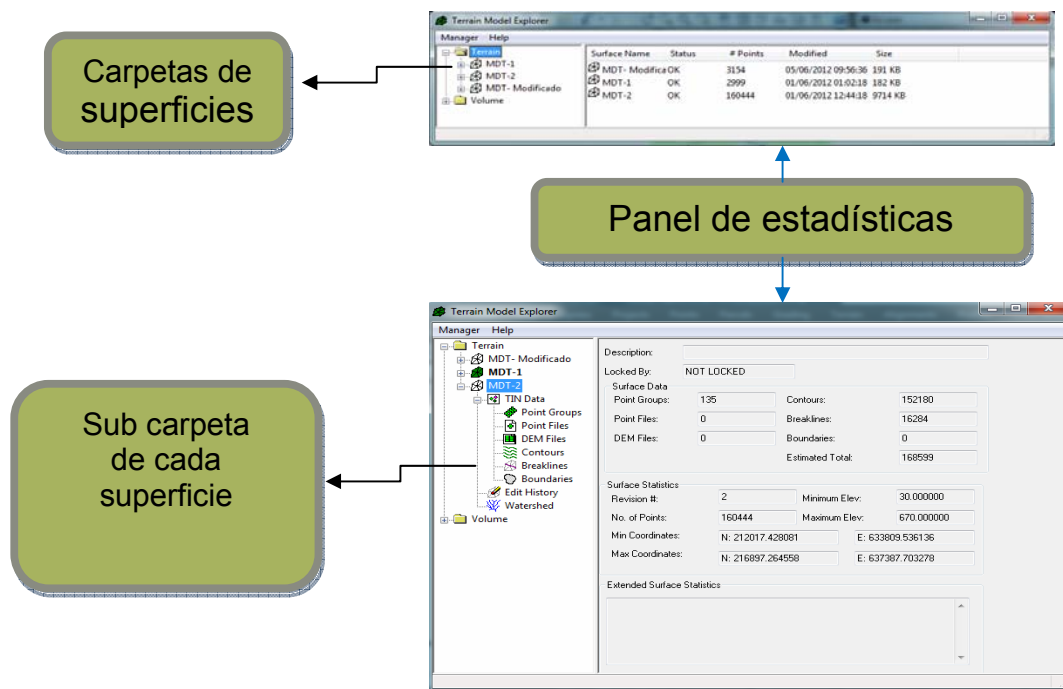 Carpetas de
superficies
Terrain Model Explorer
Manager Help
Terrain
MDT-1
MDT-2
MDT- Modificado
Volume
Surface Name Status # Points Modified Size
MDT- Modifica OK 3154 05/06/2012 09:56:36 191 KB
MDT-1 OK 2999 01/06/2012 01:02:18 182 KB
MDT-2 OK 160444 01/06/2012 12:44:18 9714 KB
Panel de estadísticas
Sub carpeta
de cada
superficie
Terrain Model Explorer
Manager Help
Terrain
MDT- Modificado
MDT-1
MDT-2
TIN Data
Point Groups
Point Files
DEM Files
Contours
Breaklines
Boundaries
Edit History
Watershed
Volume
Description:
Locked By: NOT LOCKED
Surface Data
Point Groups: 135 Contours: 152180
Point Files: 0 Breaklines: 16284
DEM Files: 0 Boundaries: 0
Estimated Total: 168599
Surface Statistics
Revision #: 2 Minimum Elev: 30.000000
No. of Points: 160444 Maximum Elev: 670.000000
Min Coordinates: N: 212017.428081 E: 633809.536136
Max Coordinates: N: 216897.264558 E: 637387.703278
Extended Surface Statistics